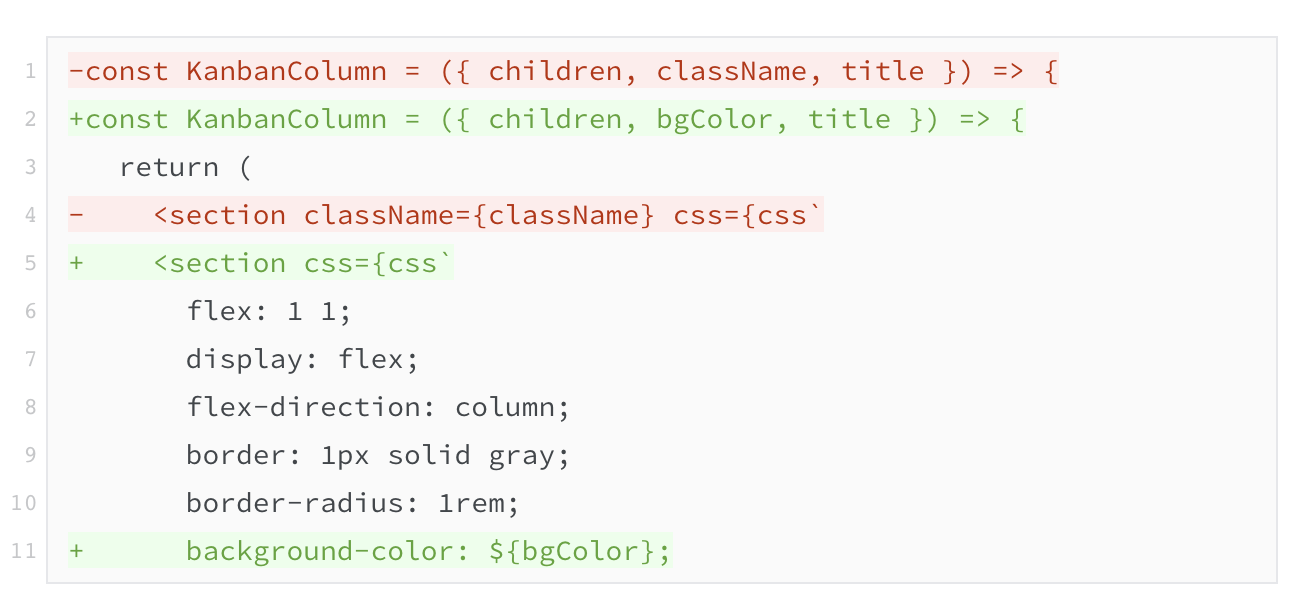 1 -const KanbanColumn = ({ children, className, title }) => {
2 +const KanbanColumn = ({ children, bgColor, title }) => {
3    return (
4 -    <section className={className} css={css`
5 +    <section css={css`
6        flex: 1 1;
7        display: flex;
8        flex-direction: column;
9        border: 1px solid gray;
10        border-radius: 1rem;
11 +      background-color: ${bgColor};